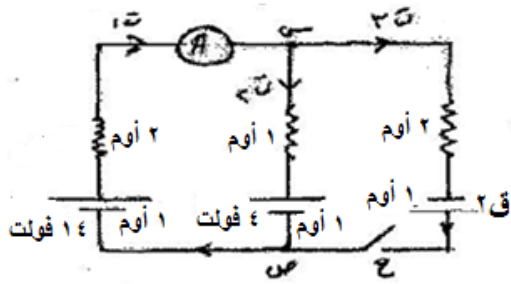 ت١
A
س
ت٣
ت٢
٢ أوم
١ أوم
٢ أوم
١٤ فولت
١ أوم
٤ فولت
١ أوم
١ أوم
ق٢
ص
ح